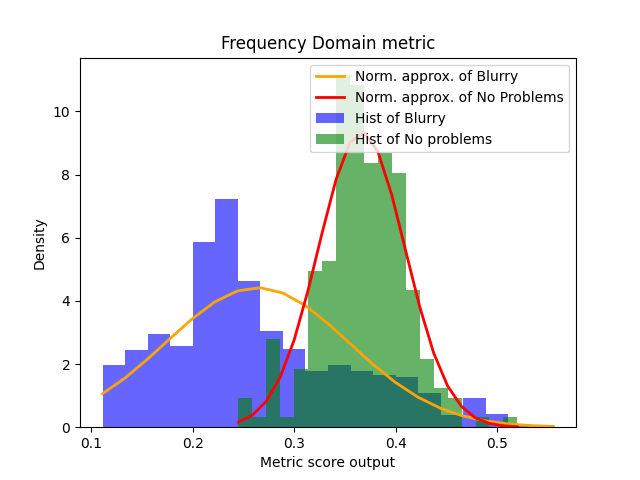 Frequency Domain metric
Norm. approx. of Blurry
Norm. approx. of No Problems
Hist of Blurry
Hist of No problems
Density
10
8
6
4
2
0
0.1 0.2 0.3 0.4 0.5
Metric score output